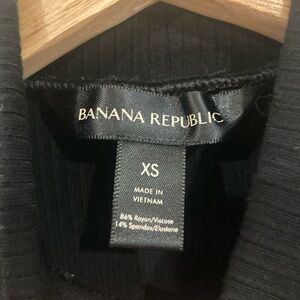 BANANA REPUBLIC
XS
MADE IN
VIETNAM
86% Rayon/Viscose
14% Spandex/Elastane